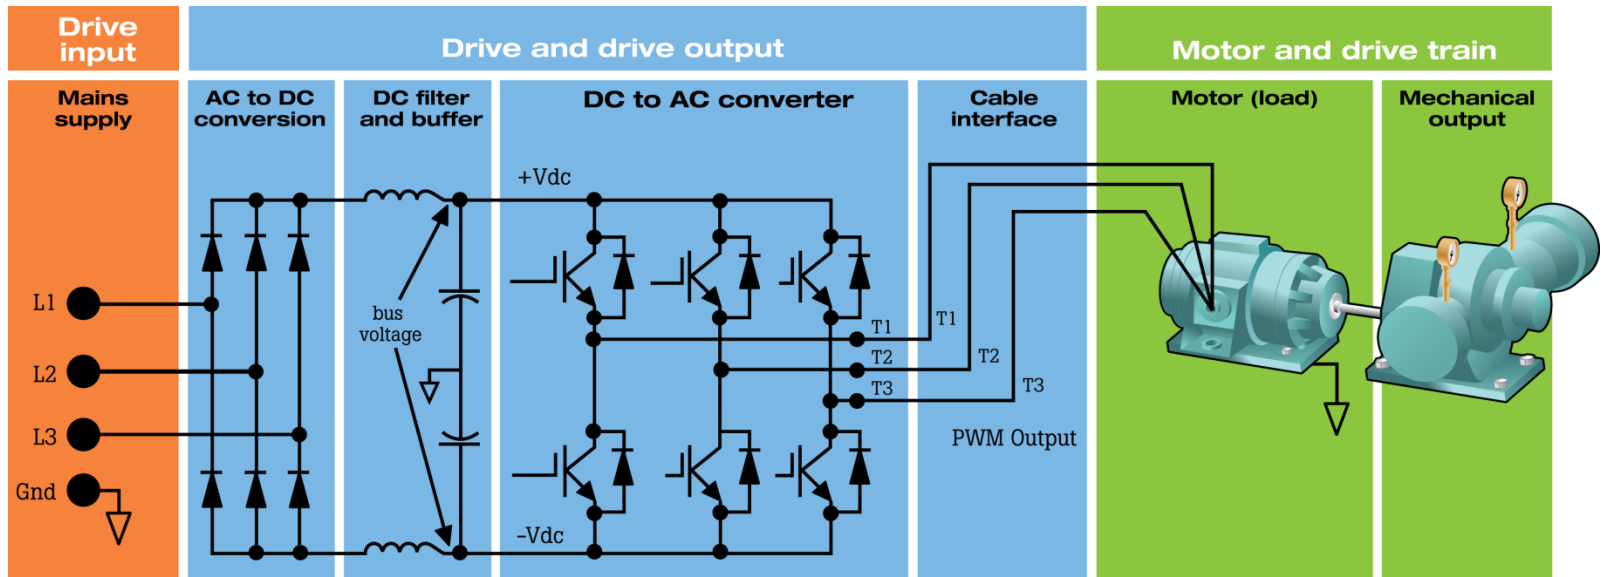 Drive
input
Drive and drive output
Motor and drive train
Mains
supply
AC to DC
conversion
DC filter
and buffer
DC to AC converter
Cable
interface
Motor (load)
Mechanical
output
+Vdc
L1
bus
voltage
T1
T1
T2
T2
L2
T3
T3
L3
PWM Output
Gnd
–Vdc